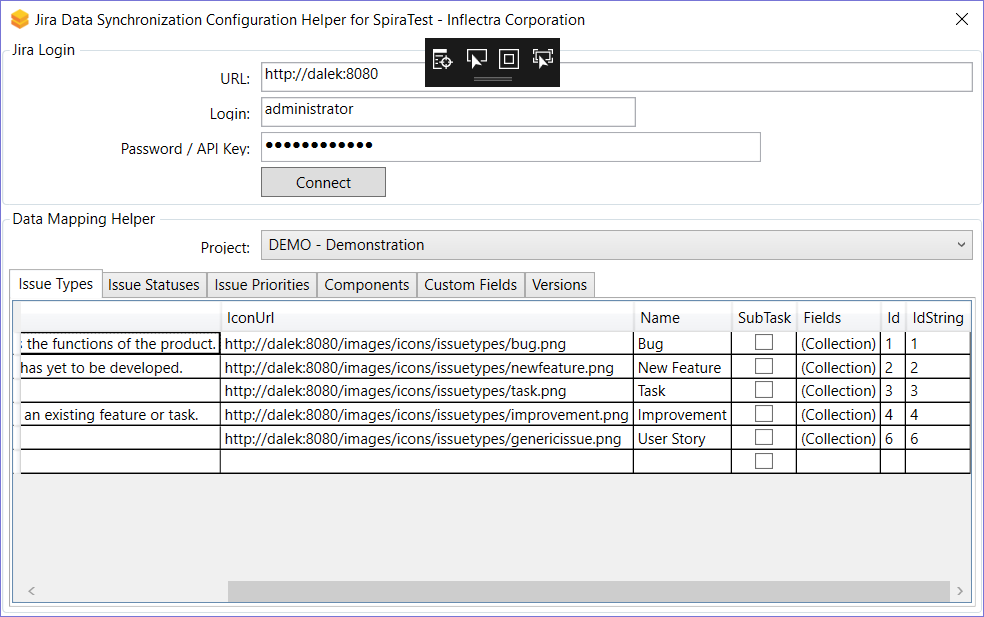 Jira Data Synchronization Configuration Helper for SpiraTest - Inflectra Corporation
Jira Login
URL: http://dalek:8080
Login: administrator
Password / API Key: ●●●●●●●●●●●●
Connect
Data Mapping Helper
Project: DEMO - Demonstration
Issue Types Issue Statuses Issue Priorities Components Custom Fields Versions
IconUrl Name SubTask Fields Id IdString
the functions of the product. http://dalek:8080/images/icons/issuetypes/bug.png Bug (Collection) 1 1
has yet to be developed. http://dalek:8080/images/icons/issuetypes/newfeature.png New Feature (Collection) 2 2
http://dalek:8080/images/icons/issuetypes/task.png Task (Collection) 3 3
an existing feature or task. http://dalek:8080/images/icons/issuetypes/improvement.png Improvement (Collection) 4 4
http://dalek:8080/images/icons/issuetypes/genericissue.png User Story (Collection) 6 6